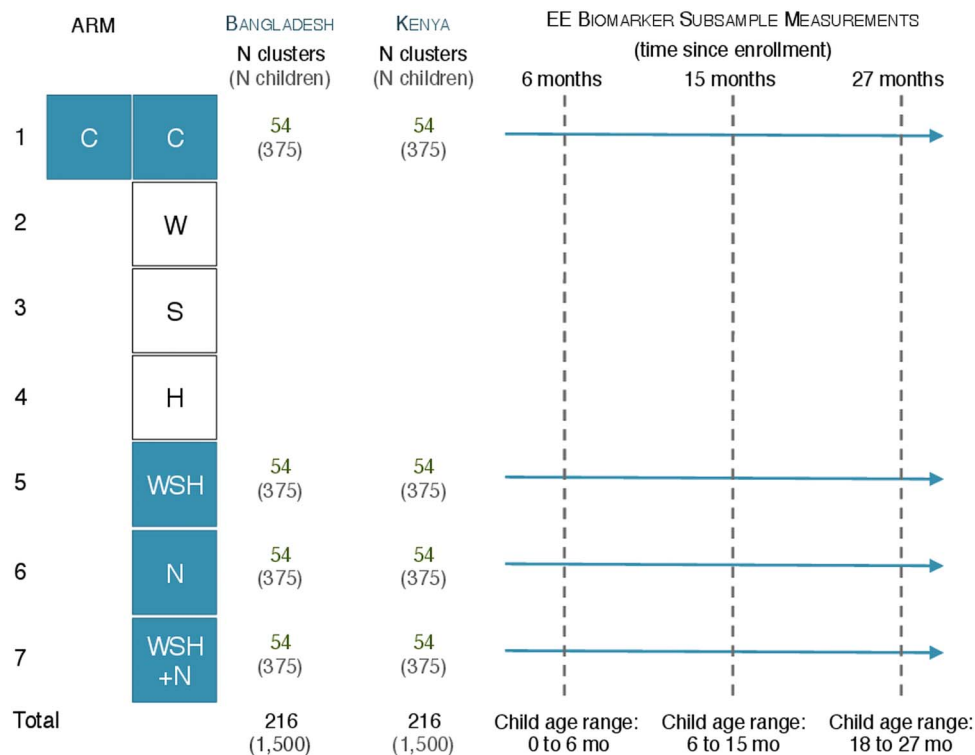 ARM
BANGLADESH
KENYA
EE BIOMARKER SUBSAMPLE MEASUREMENTS
N clusters
N clusters
(time since enrollment)
(N children)
(N children)
6 months
15 months
27 months
1
C
C
54
54
(375)
(375)
2
W
3
S
4
H
5
WSH
54
54
(375)
(375)
6
N
54
54
(375)
(375)
7
WSH
+N
54
54
(375)
(375)
Total
216
216
Child age range:
Child age range:
Child age range:
(1,500)
(1,500)
0 to 6 mo
6 to 15 mo
18 to 27 mo